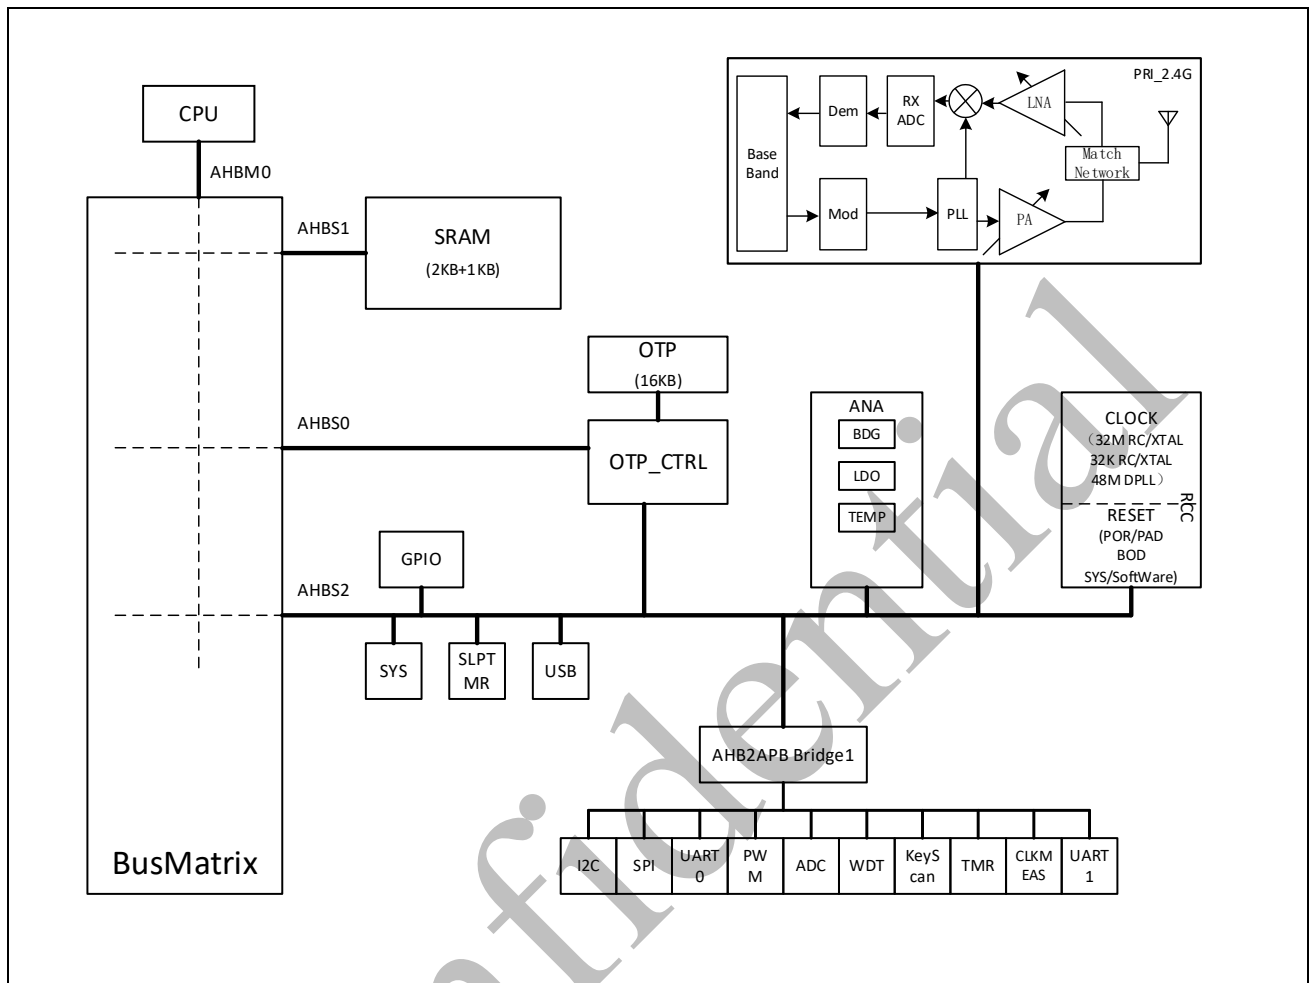 CPU
AHBM0
AHBS1
SRAM
(2KB+1KB)
PRI_2.4G
Base
Band
Dem
RX
ADC
LNA
Match
Network
Mod
PLL
PA
OTP
(16KB)
AHBS0
OTP_CTRL
ANA
BDG
LDO
TEMP
CLOCK
（32M RC/XTAL
32K RC/XTAL
48M DPLL）
RCC
RESET
(POR/PAD
BOD
SYS/SoftWare)
GPIO
AHBS2
SYS
SLPT
MR
USB
AHB2APB Bridge1
BusMatrix
I2C
SPI
UART
0
PW
M
ADC
WDT
KeyS
can
TMR
CLKM
EAS
UART
1
nfidential